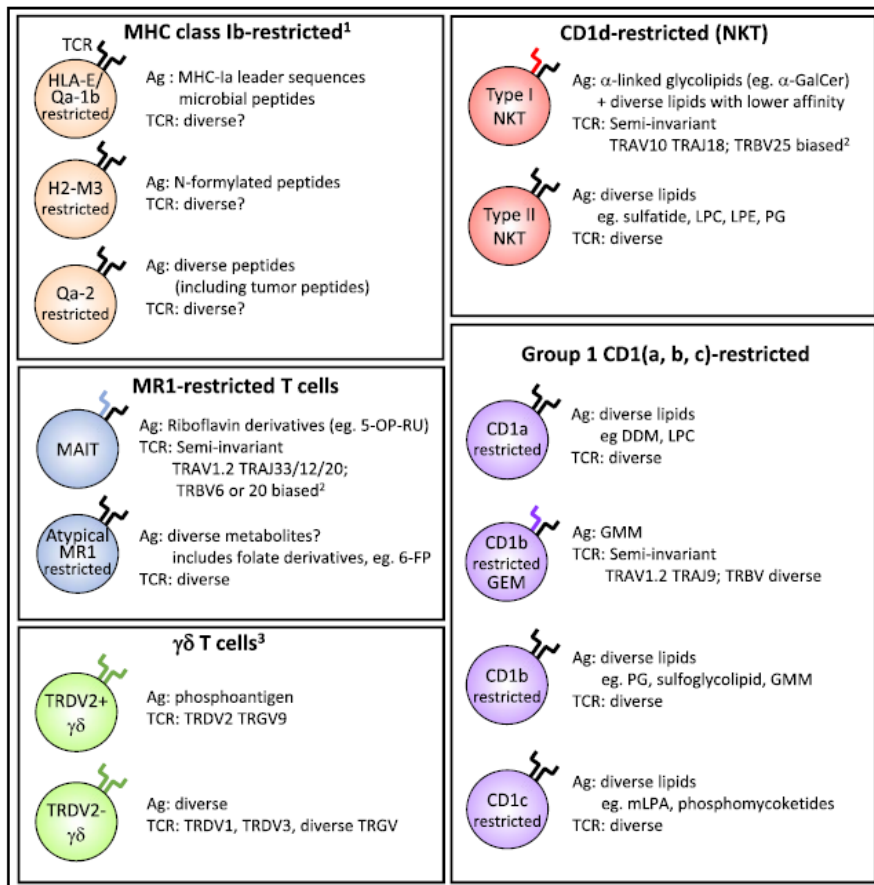 MHC class Ib-restricted¹
TCR
HLA-E/
Qa-1b
restricted
Ag : MHC-Ia leader sequences
microbial peptides
TCR: diverse?
H2-M3
restricted
Ag: N-formylated peptides
TCR: diverse?
Qa-2
restricted
Ag: diverse peptides
(including tumor peptides)
TCR: diverse?
MR1-restricted T cells
MAIT
Ag: Riboflavin derivatives (eg. 5-OP-RU)
TCR: Semi-invariant
TRAV1.2 TRAJ33/12/20;
TRBV6 or 20 biased²
Atypical
MR1
restricted
Ag: diverse metabolites?
includes folate derivatives, eg. 6-FP
TCR: diverse
γδ T cells³
TRDV2+
γδ
Ag: phosphoantigen
TCR: TRDV2 TRGV9
TRDV2-
γδ
Ag: diverse
TCR: TRDV1, TRDV3, diverse TRGV
CD1d-restricted (NKT)
Type I
NKT
Ag: α-linked glycolipids (eg. α-GalCer)
+ diverse lipids with lower affinity
TCR: Semi-invariant
TRAV10 TRAJ18; TRBV25 biased²
Type II
NKT
Ag: diverse lipids
eg. sulfatide, LPC, LPE, PG
TCR: diverse
Group 1 CD1(a, b, c)-restricted
CD1a
restricted
Ag: diverse lipids
eg DDM, LPC
TCR: diverse
CD1b
restricted
GEM
Ag: GMM
TCR: Semi-invariant
TRAV1.2 TRAJ9; TRBV diverse
CD1b
restricted
Ag: diverse lipids
eg. PG, sulfoglycolipid, GMM
TCR: diverse
CD1c
restricted
Ag: diverse lipids
eg. mLPA, phosphomycoketides
TCR: diverse